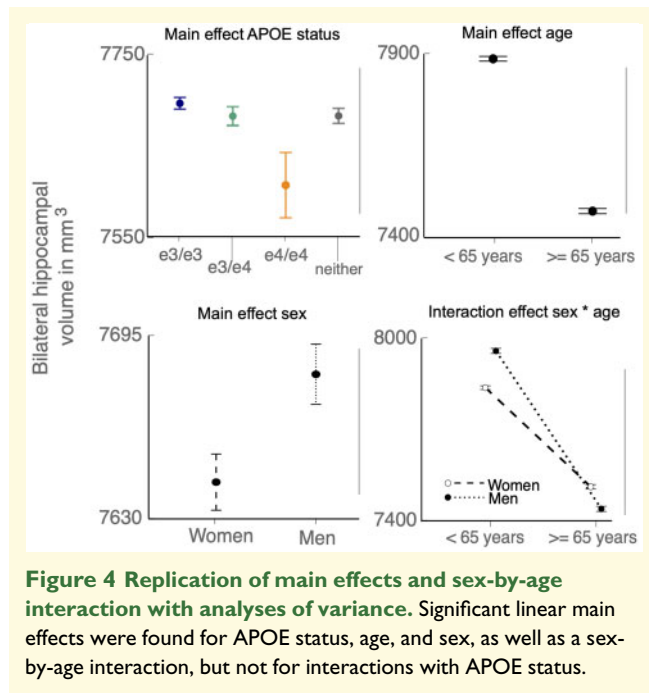 Main effect APOE status
7750
7550
e3/e3
e3/e4
e4/e4
neither
Main effect age
7900
7400
< 65 years
>= 65 years
Bilateral hippocampal
volume in mm³
Main effect sex
7695
7630
Women
Men
Interaction effect sex * age
8000
7400
Women
Men
< 65 years
>= 65 years
Figure 4 Replication of main effects and sex-by-age
interaction with analyses of variance. Significant linear main
effects were found for APOE status, age, and sex, as well as a sex-
by-age interaction, but not for interactions with APOE status.